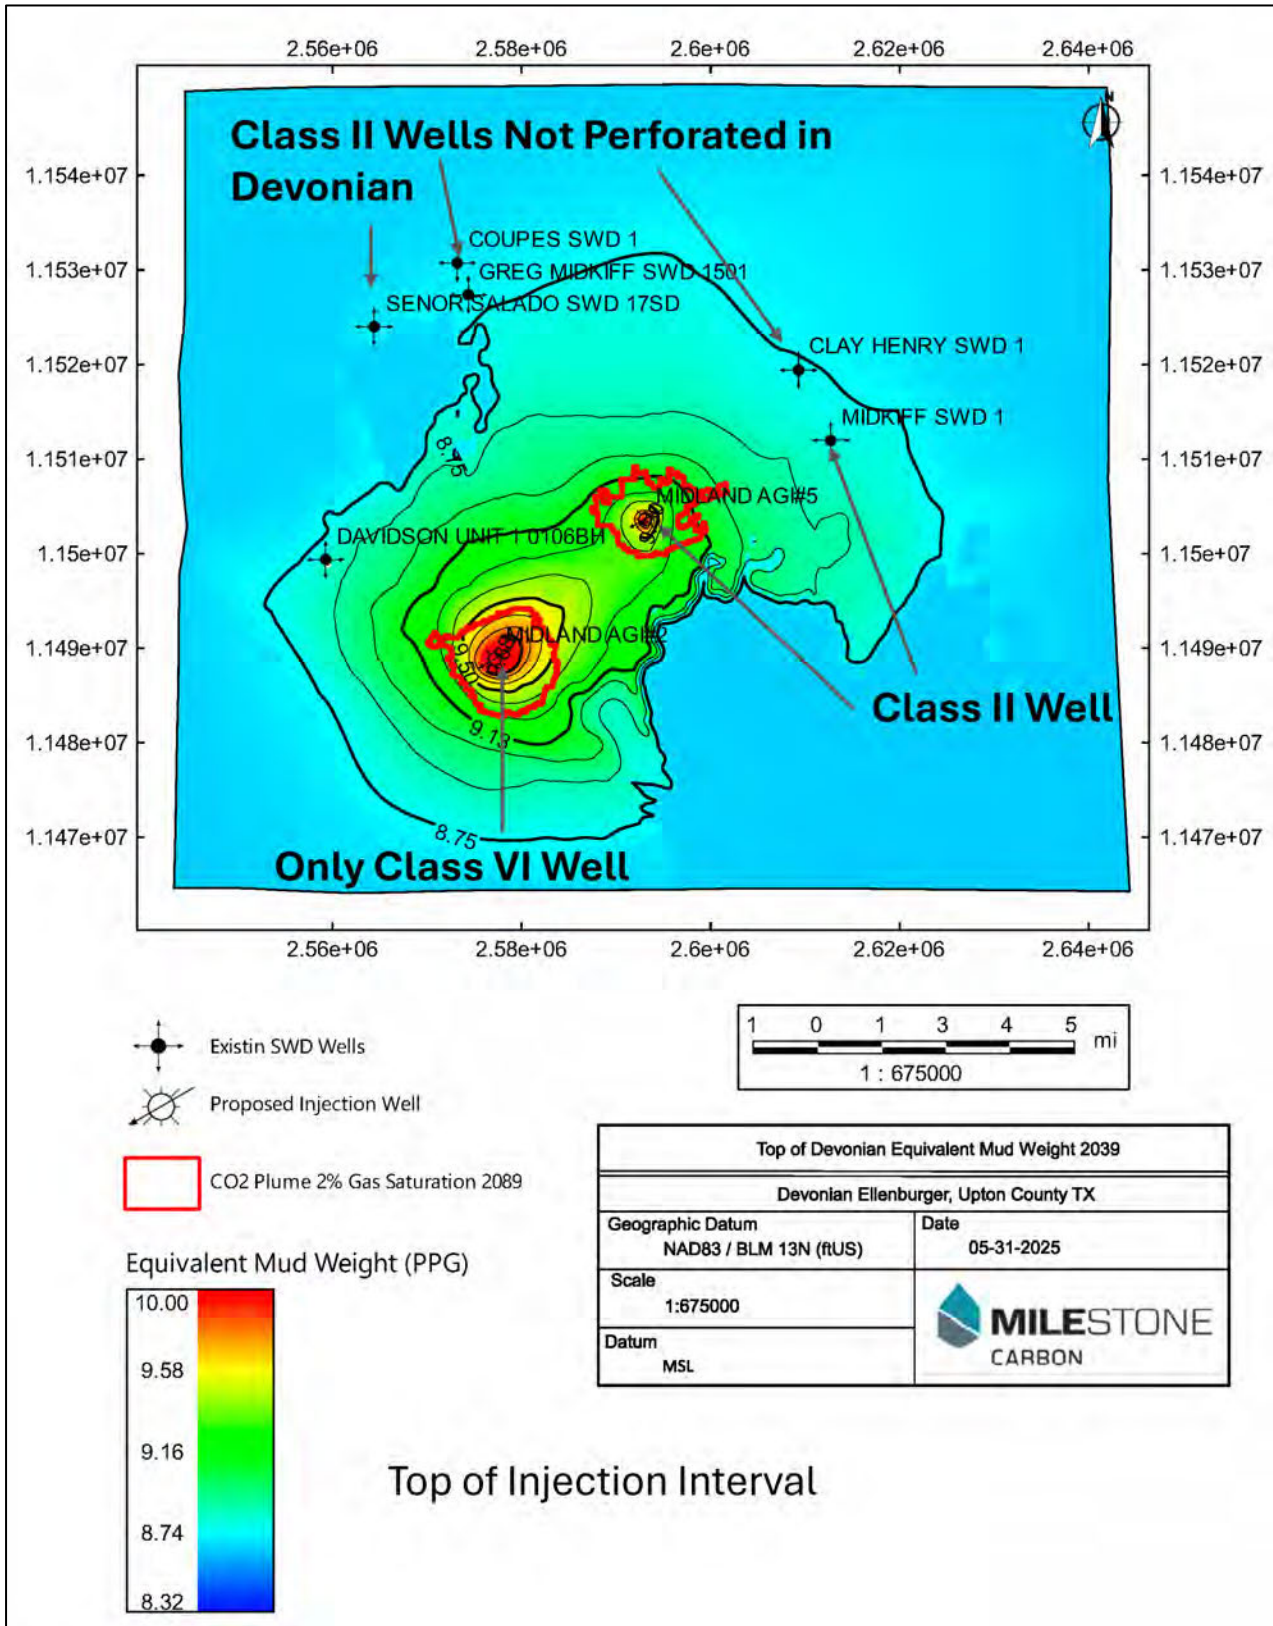 2.56e+06 2.58e+06 2.6e+06 2.62e+06 2.64e+06
N
Class II Wells Not Perforated in
Devonian
1.154e+07 1.154e+07
COUPES SWD 1
1.153e+07 1.153e+07
GREG MIDKIFF SWD 1501
SENOR SALADO SWD 17SD
CLAY HENRY SWD 1
1.152e+07 1.152e+07
MIDKIFF SWD 1
8.75
1.151e+07 1.151e+07
MIDLAND AGI#5
DAVIDSON UNIT 1 0106BH
1.15e+07 1.15e+07
MIDLAND AGI#2
9.50
1.149e+07 1.149e+07
Class II Well
9.13
1.148e+07 1.148e+07
8.75
1.147e+07 1.147e+07
Only Class VI Well
2.56e+06 2.58e+06 2.6e+06 2.62e+06 2.64e+06
Existin SWD Wells
Proposed Injection Well
CO2 Plume 2% Gas Saturation 2089
1 0 1 3 4 5 mi
1 : 675000
Equivalent Mud Weight (PPG)
10.00
9.58
9.16
8.74
8.32
Top of Devonian Equivalent Mud Weight 2039
Devonian Ellenburger, Upton County TX
Geographic Datum
NAD83 / BLM 13N (ftUS)
Date
05-31-2025
Scale
1:675000
Datum
MSL
MILESTONE
CARBON
Top of Injection Interval